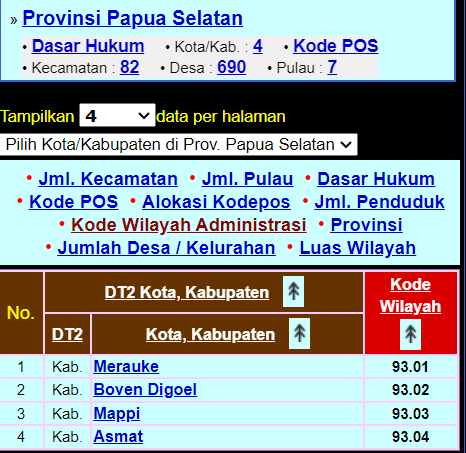 » Provinsi Papua Selatan
• Dasar Hukum • Kota/Kab. : 4 • Kode POS
• Kecamatan : 82 • Desa : 690 • Pulau : 7
Tampilkan 4 data per halaman
Pilih Kota/Kabupaten di Prov. Papua Selatan
• Jml. Kecamatan • Jml. Pulau • Dasar Hukum
• Kode POS • Alokasi Kodepos • Jml. Penduduk
• Kode Wilayah Administrasi • Provinsi
• Jumlah Desa / Kelurahan • Luas Wilayah
No. DT2 Kota, Kabupaten Kode Wilayah
DT2 Kota, Kabupaten
1 Kab. Merauke 93.01
2 Kab. Boven Digoel 93.02
3 Kab. Mappi 93.03
4 Kab. Asmat 93.04